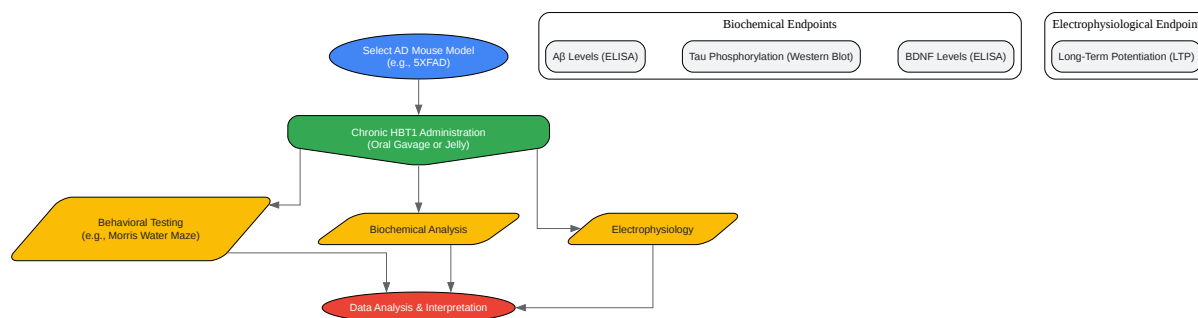 Biochemical Endpoints
Electrophysiological Endpoint
Select AD Mouse Model
(e.g., 5XFAD)
Aβ Levels (ELISA)
Tau Phosphorylation (Western Blot)
BDNF Levels (ELISA)
Long-Term Potentiation (LTP)
Chronic HBT1 Administration
(Oral Gavage or Jelly)
Behavioral Testing
(e.g., Morris Water Maze)
Biochemical Analysis
Electrophysiology
Data Analysis & Interpretation